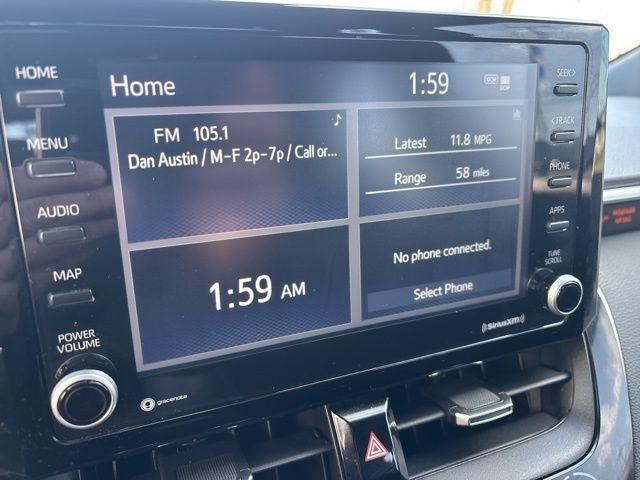 HOME
MENU
AUDIO
MAP
POWER
VOLUME
Home
1:59
DCM
DCM
FM 105.1
Dan Austin / M-F 2p-7p / Call or...
Latest 11.8 MPG
Range 58 miles
1:59 AM
No phone connected.
Select Phone
gracenote
((SiriusXM))
SEEK >
< TRACK
PHONE
APPS
TUNE
SCROLL